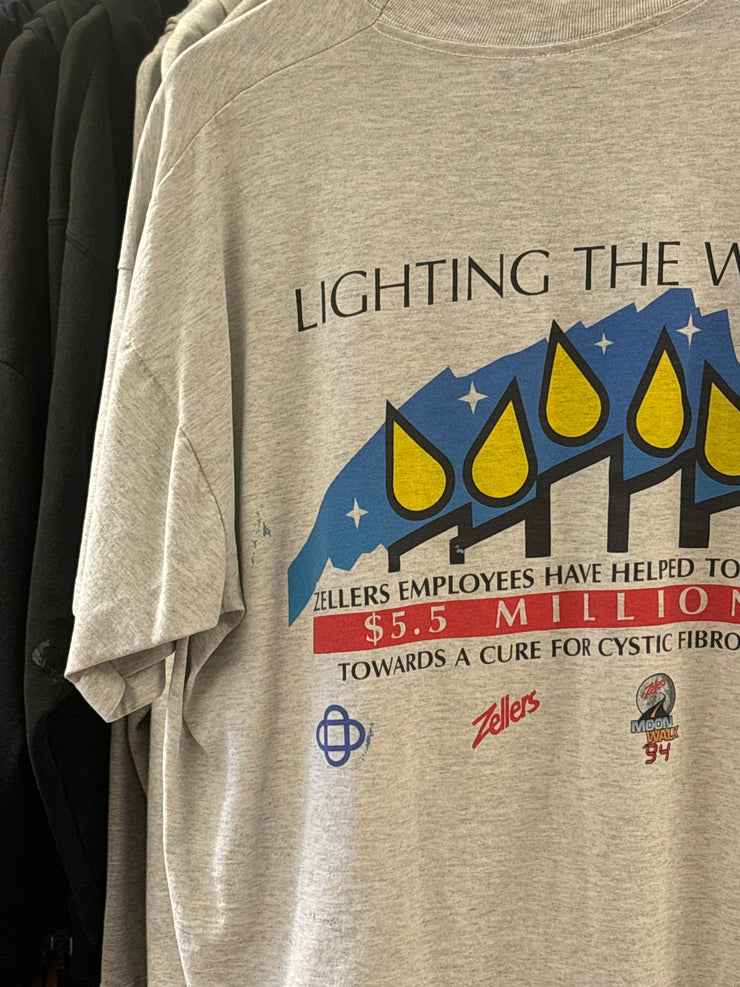 LIGHTING THE W
ZELLERS EMPLOYEES HAVE HELPED TO
$5.5 MILLION
TOWARDS A CURE FOR CYSTIC FIBRO
Zellers
Zellers
MOON
WALK
94